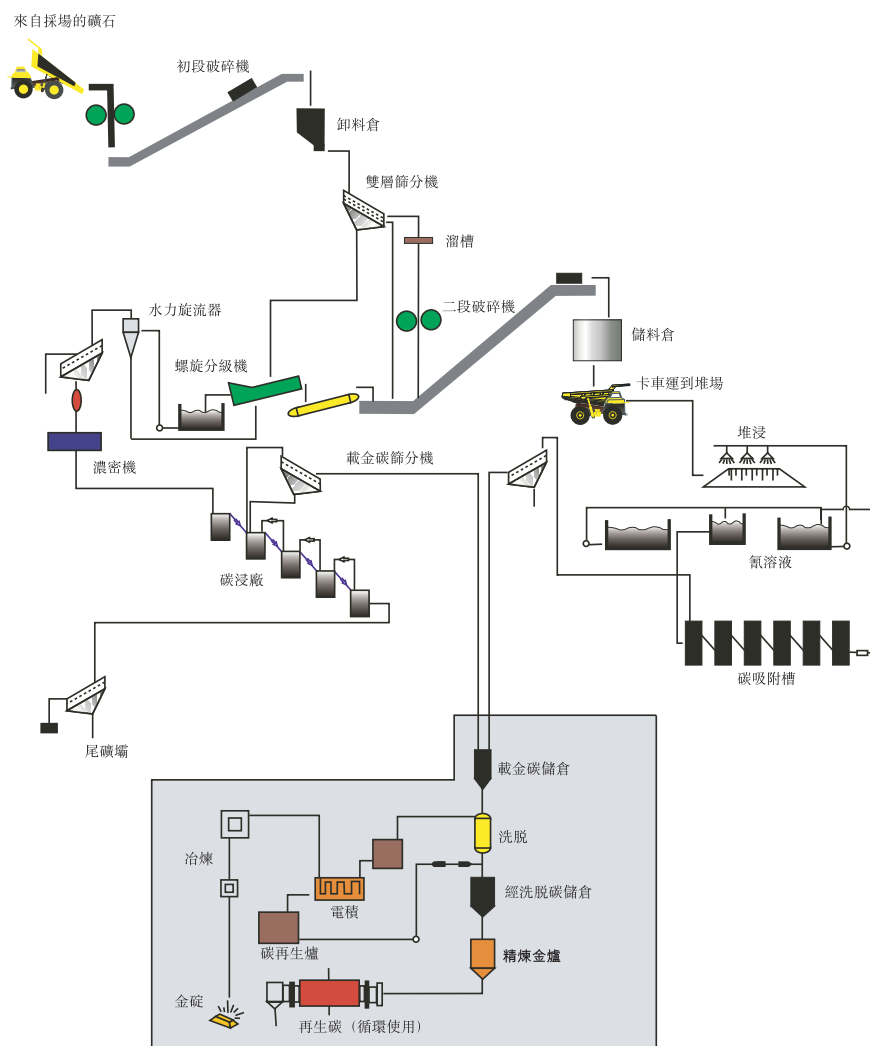 來自採場的礦石
初段破碎機
卸料倉
雙層篩分機
溜槽
二段破碎機
水力旋流器
儲料倉
螺旋分級機
卡車運到堆場
堆浸
載金碳篩分機
濃密機
氰溶液
碳浸廠
碳吸附槽
尾礦壩
載金碳儲倉
洗脱
冶煉
經洗脱碳儲倉
電積
碳再生爐
精煉金爐
金碇
再生碳（循環使用）